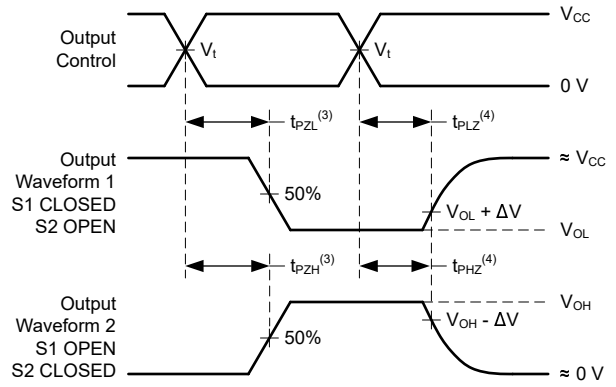 V_CC
Output
Control
V_t
V_t
0 V
t_PZL^(3)
t_PLZ^(4)
Output
Waveform 1
S1 CLOSED
S2 OPEN
≈ V_CC
50%
V_OL + ΔV
V_OL
t_PZH^(3)
t_PHZ^(4)
Output
Waveform 2
S1 OPEN
S2 CLOSED
V_OH
50%
V_OH - ΔV
≈ 0 V